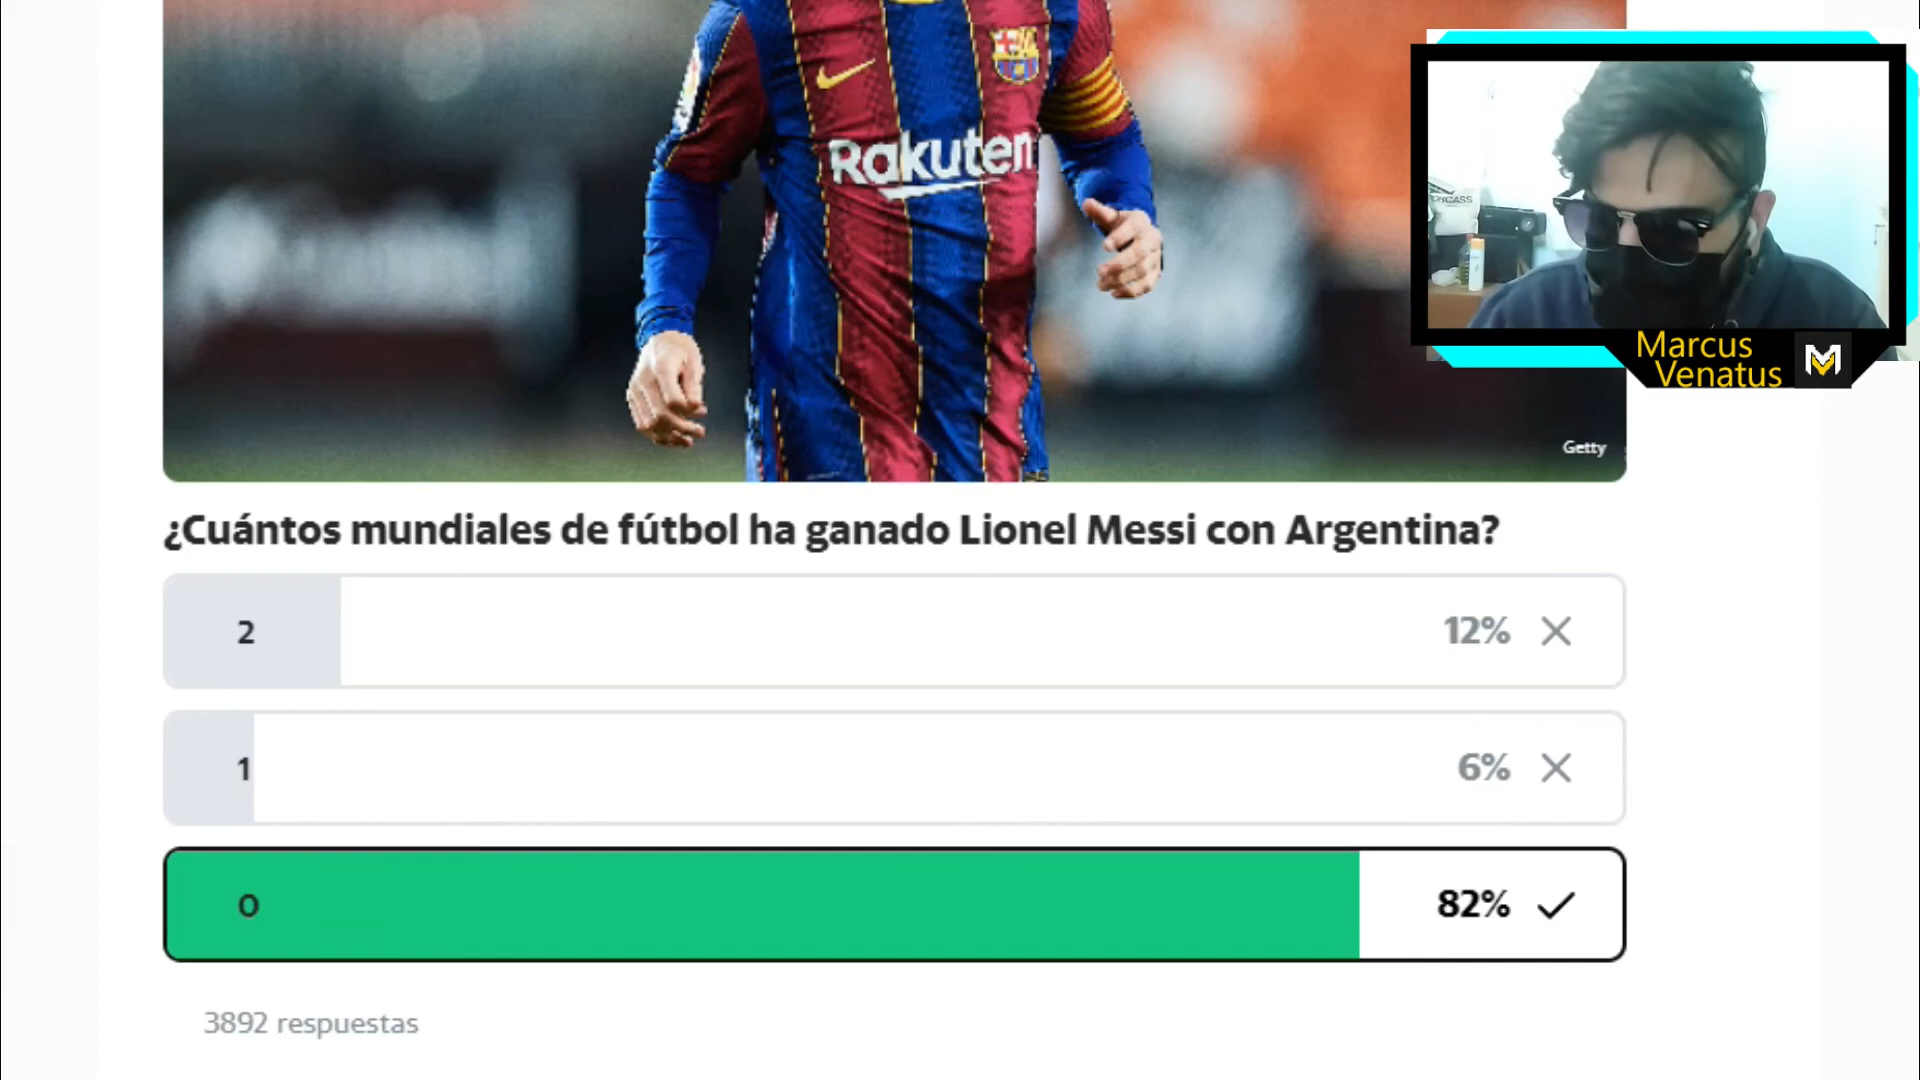 Rakuten
Getty
Marcus
Venatus
¿Cuántos mundiales de fútbol ha ganado Lionel Messi con Argentina?
2
12%
1
6%
0
82%
3892 respuestas